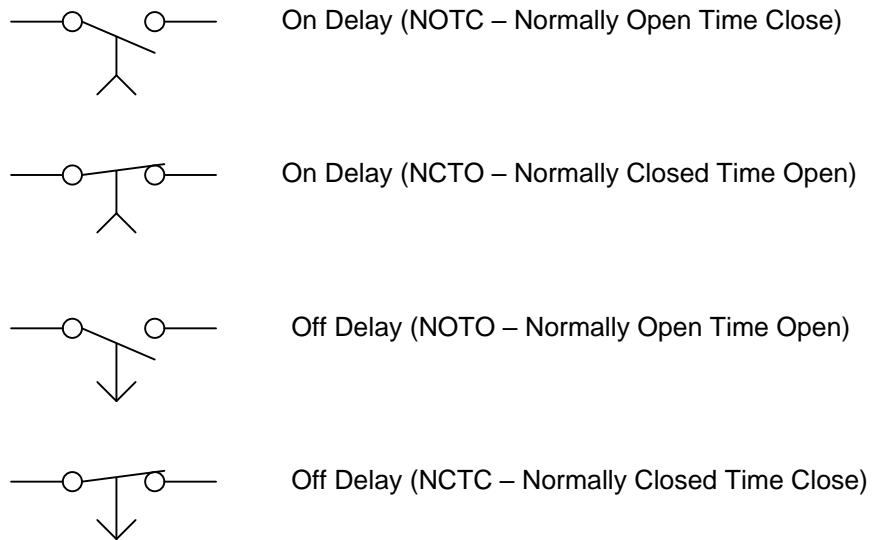 On Delay (NOTC – Normally Open Time Close)
On Delay (NCTO – Normally Closed Time Open)
Off Delay (NOTO – Normally Open Time Open)
Off Delay (NCTC – Normally Closed Time Close)